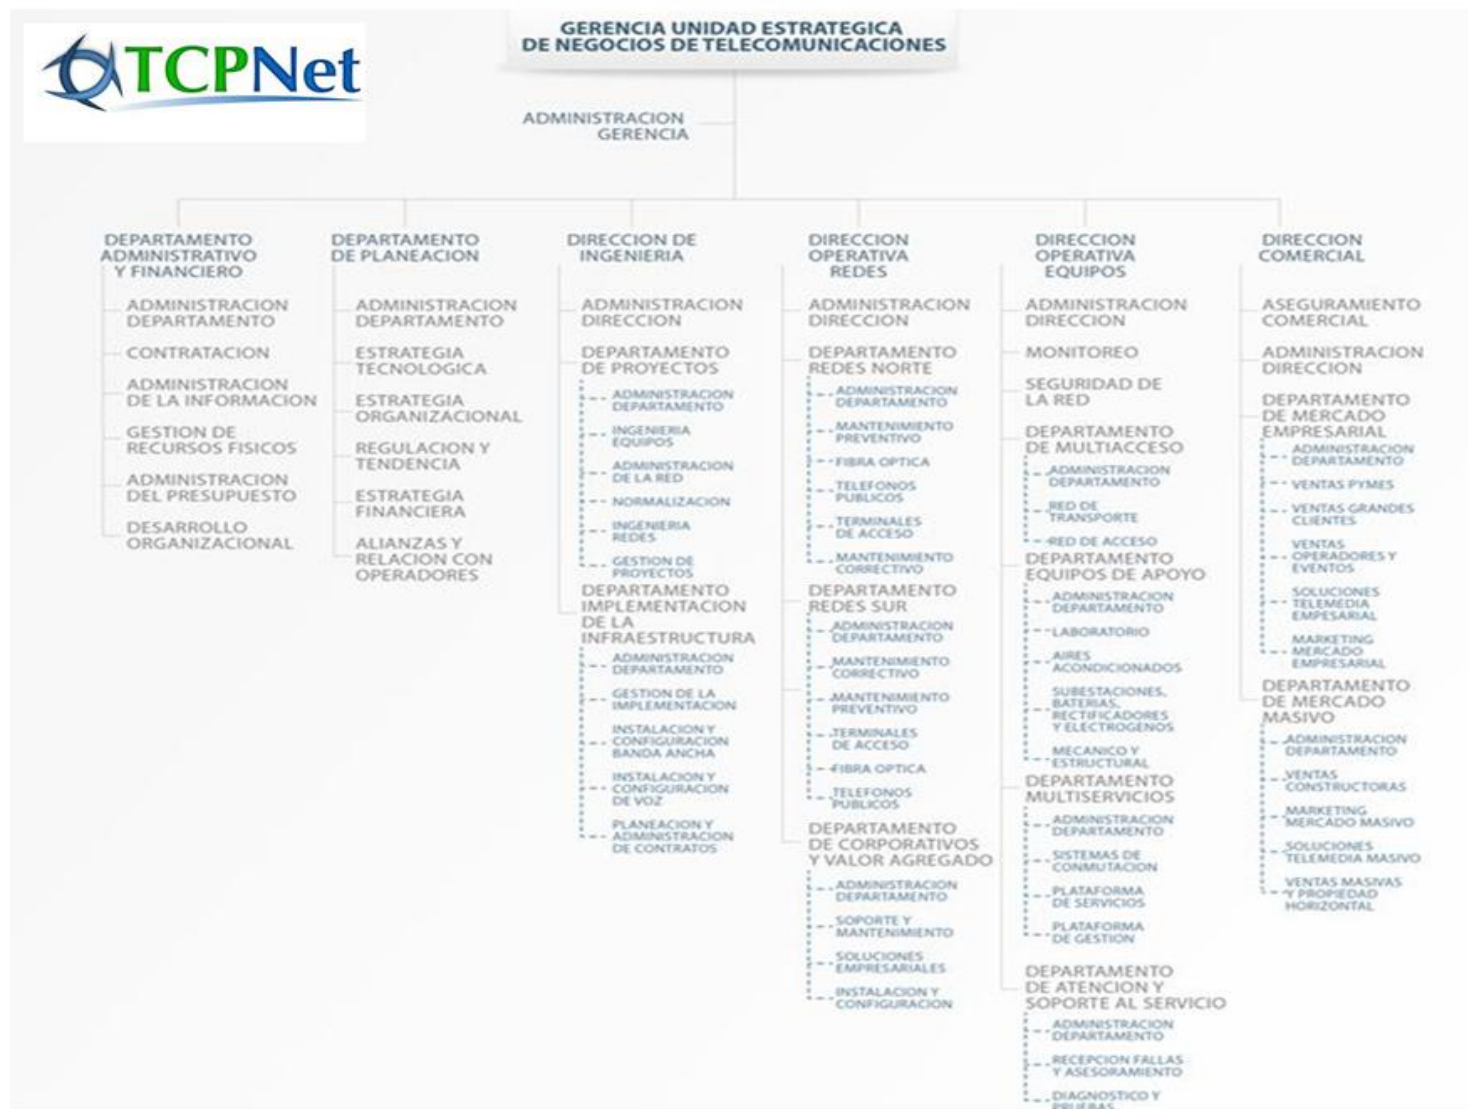 TCPNet
GERENCIA UNIDAD ESTRATEGICA
DE NEGOCIOS DE TELECOMUNICACIONES
ADMINISTRACION
GERENCIA
DEPARTAMENTO
ADMINISTRATIVO
Y FINANCIERO
ADMINISTRACION
DEPARTAMENTO
CONTRATACION
ADMINISTRACION
DE LA INFORMACION
GESTION DE
RECURSOS FISICOS
ADMINISTRACION
DEL PRESUPUESTO
DESARROLLO
ORGANIZACIONAL
DEPARTAMENTO
DE PLANEACION
ADMINISTRACION
DEPARTAMENTO
ESTRATEGIA
TECNOLOGICA
ESTRATEGIA
ORGANIZACIONAL
REGULACION Y
TENDENCIA
ESTRATEGIA
FINANCIERA
ALIANZAS Y
RELACION CON
OPERADORES
DIRECCION DE
INGENIERIA
ADMINISTRACION
DIRECCION
DEPARTAMENTO
DE PROYECTOS
ADMINISTRACION
DEPARTAMENTO
INGENIERIA
EQUIPOS
ADMINISTRACION
DE LA RED
NORMALIZACION
INGENIERIA
REDES
GESTION DE
PROYECTOS
DEPARTAMENTO
IMPLEMENTACION
DE LA
INFRAESTRUCTURA
ADMINISTRACION
DEPARTAMENTO
GESTION DE LA
IMPLEMENTACION
INSTALACION Y
CONFIGURACION
BANDA ANCHA
INSTALACION Y
CONFIGURACION
DE VOZ
PLANEACION Y
ADMINISTRACION
DE CONTRATOS
DIRECCION
OPERATIVA
REDES
ADMINISTRACION
DIRECCION
DEPARTAMENTO
REDES NORTE
ADMINISTRACION
DEPARTAMENTO
MANTENIMIENTO
PREVENTIVO
FIBRA OPTICA
TELEFONOS
PUBLICOS
TERMINALES
DE ACCESO
MANTENIMIENTO
CORRECTIVO
DEPARTAMENTO
REDES SUR
ADMINISTRACION
DEPARTAMENTO
MANTENIMIENTO
CORRECTIVO
MANTENIMIENTO
PREVENTIVO
TERMINALES
DE ACCESO
FIBRA OPTICA
TELEFONOS
PUBLICOS
DEPARTAMENTO
DE CORPORATIVOS
Y VALOR AGREGADO
ADMINISTRACION
DEPARTAMENTO
SOPORTE Y
MANTENIMIENTO
SOLUCIONES
EMPRESARIALES
INSTALACION Y
CONFIGURACION
DIRECCION
OPERATIVA
EQUIPOS
ADMINISTRACION
DIRECCION
MONITOREO
SEGURIDAD DE
LA RED
DEPARTAMENTO
DE MULTIACCESO
ADMINISTRACION
DEPARTAMENTO
RED DE
TRANSPORTE
RED DE ACCESO
DEPARTAMENTO
EQUIPOS DE APOYO
ADMINISTRACION
DEPARTAMENTO
LABORATORIO
AIRES
ACONDICIONADOS
SUBESTACIONES,
BATERIAS,
RECTIFICADORES
Y ELECTROGENOS
MECANICO Y
ESTRUCTURAL
DEPARTAMENTO
MULTISERVICIOS
ADMINISTRACION
DEPARTAMENTO
SISTEMAS DE
CONMUTACION
PLATAFORMA
DE SERVICIOS
PLATAFORMA
DE GESTION
DEPARTAMENTO
DE ATENCION Y
SOPORTE AL SERVICIO
ADMINISTRACION
DEPARTAMENTO
RECEPCION FALLAS
Y ASESORAMIENTO
DIAGNOSTICO Y
PRUEBAS
DIRECCION
COMERCIAL
ASEGURAMIENTO
COMERCIAL
ADMINISTRACION
DIRECCION
DEPARTAMENTO
DE MERCADO
EMPRESARIAL
ADMINISTRACION
DEPARTAMENTO
VENTAS PYMES
VENTAS GRANDES
CLIENTES
VENTAS
OPERADORES Y
EVENTOS
SOLUCIONES
TELEMEDIA
EMPESARIAL
MARKETING
MERCADO
EMPRESARIAL
DEPARTAMENTO
DE MERCADO
MASIVO
ADMINISTRACION
DEPARTAMENTO
VENTAS
CONSTRUCTORAS
MARKETING
MERCADO MASIVO
SOLUCIONES
TELEMEDIA MASIVO
VENTAS MASIVAS
Y PROPIEDAD
HORIZONTAL